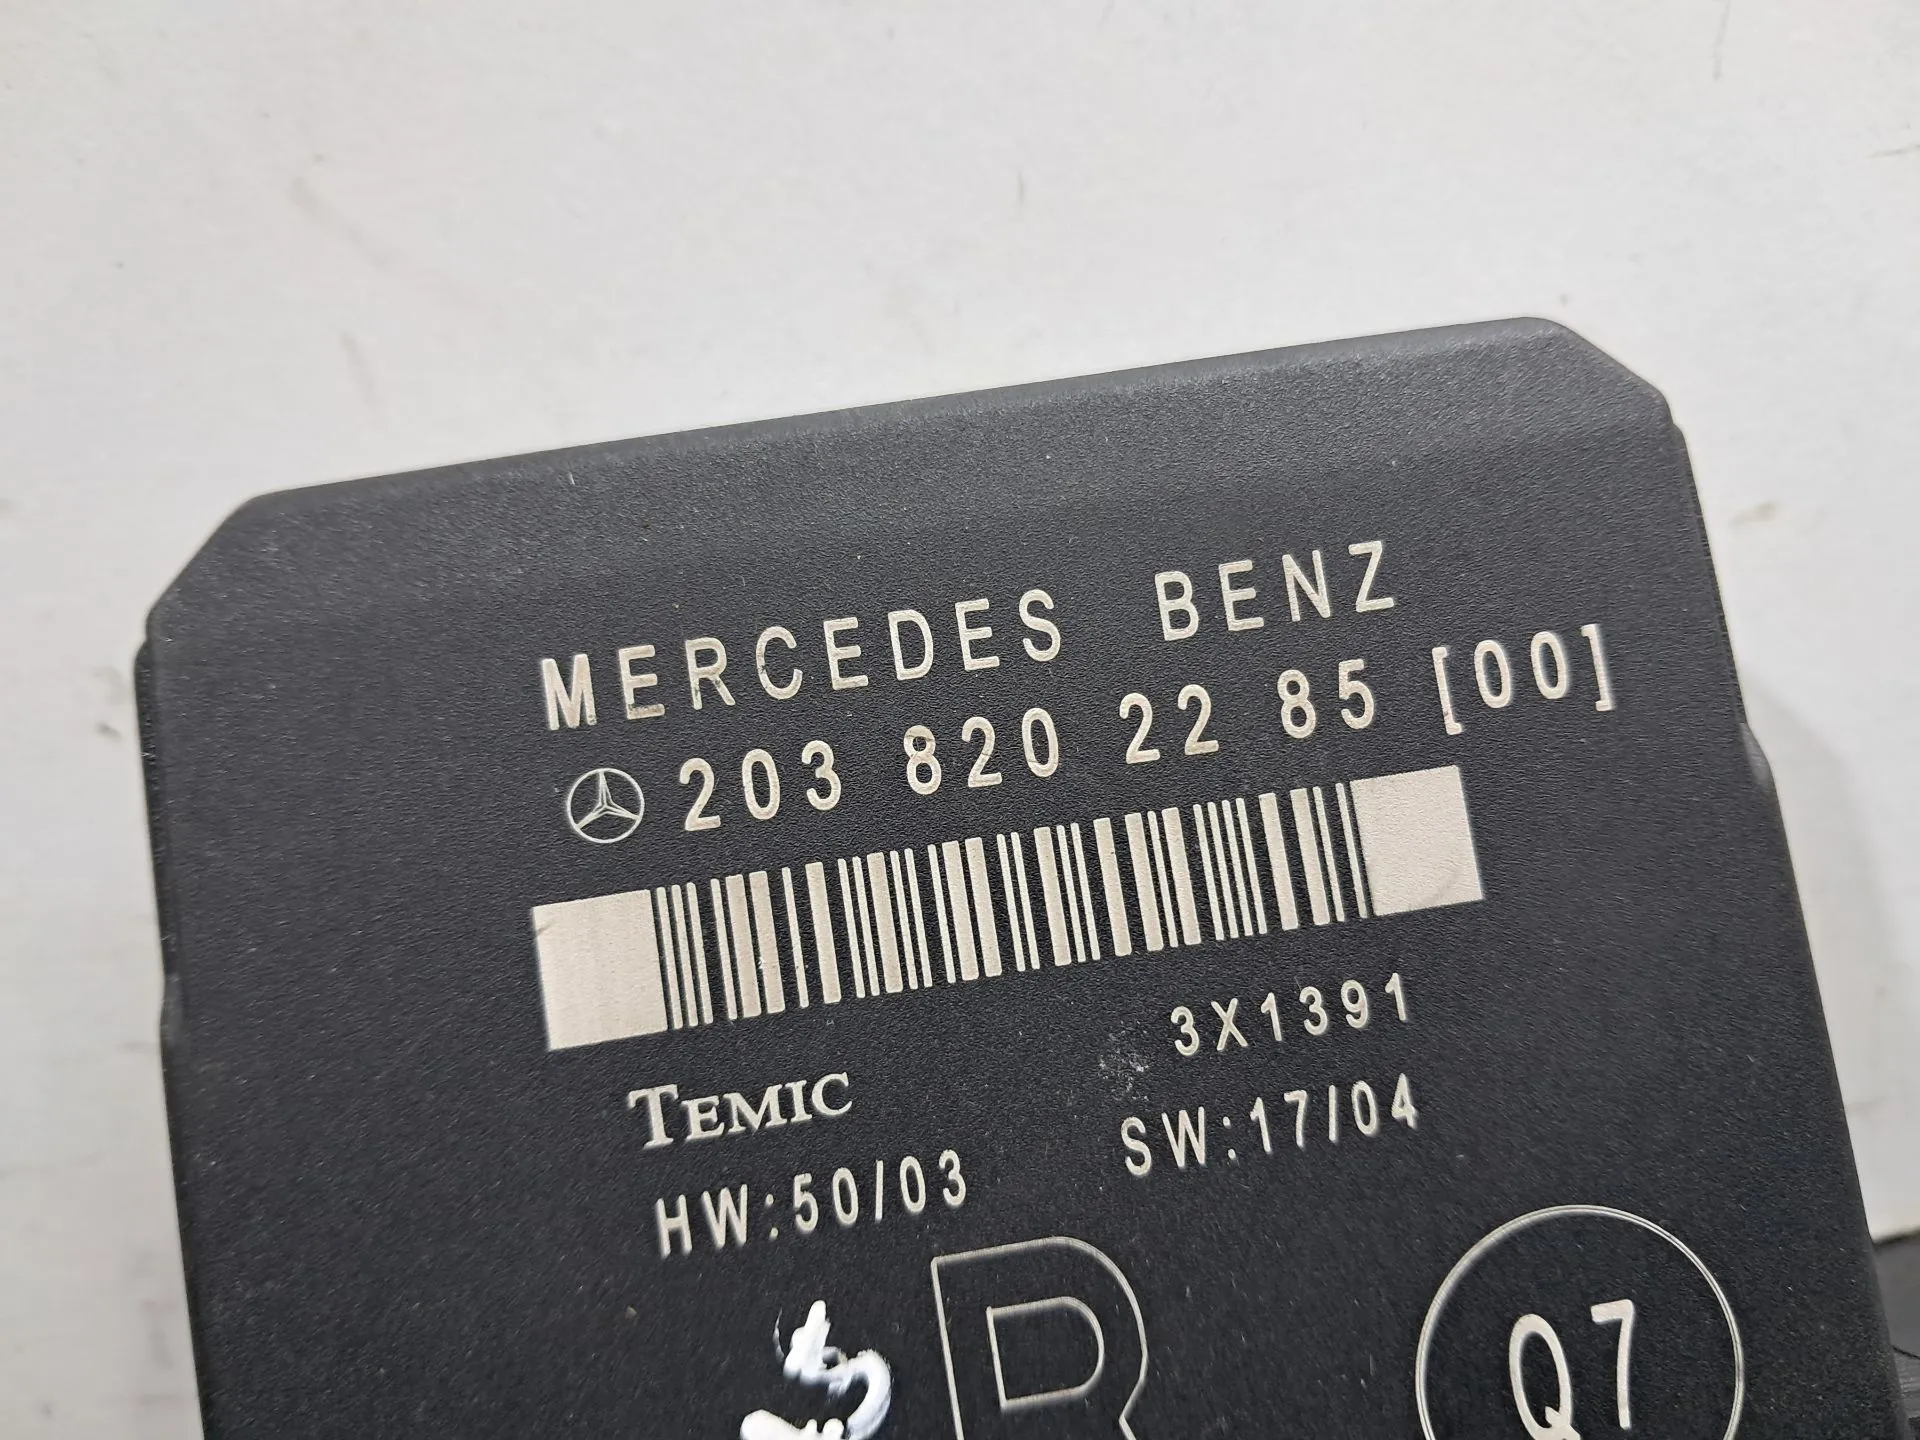 MERCEDES BENZ
203 820 22 85 [00]
3X1391
TEMIC
HW:50/03 SW:17/04
R
Q7